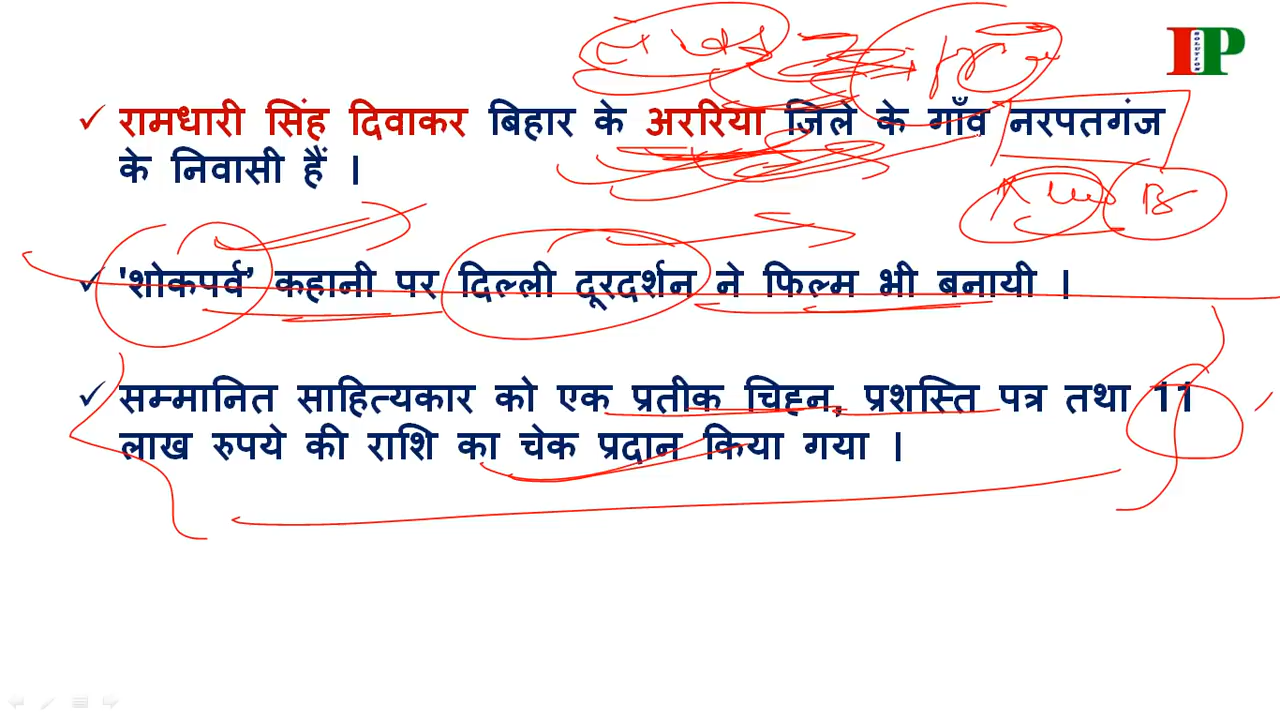 IP
SOLUTION
रामधारी सिंह दिवाकर बिहार के अररिया जिले के गाँव नरपतगंज
के निवासी हैं ।
'शोकपर्व' कहानी पर दिल्ली दूरदर्शन ने फिल्म भी बनायी ।
सम्मानित साहित्यकार को एक प्रतीक चिह्न, प्रशस्ति पत्र तथा 11
लाख रुपये की राशि का चेक प्रदान किया गया ।